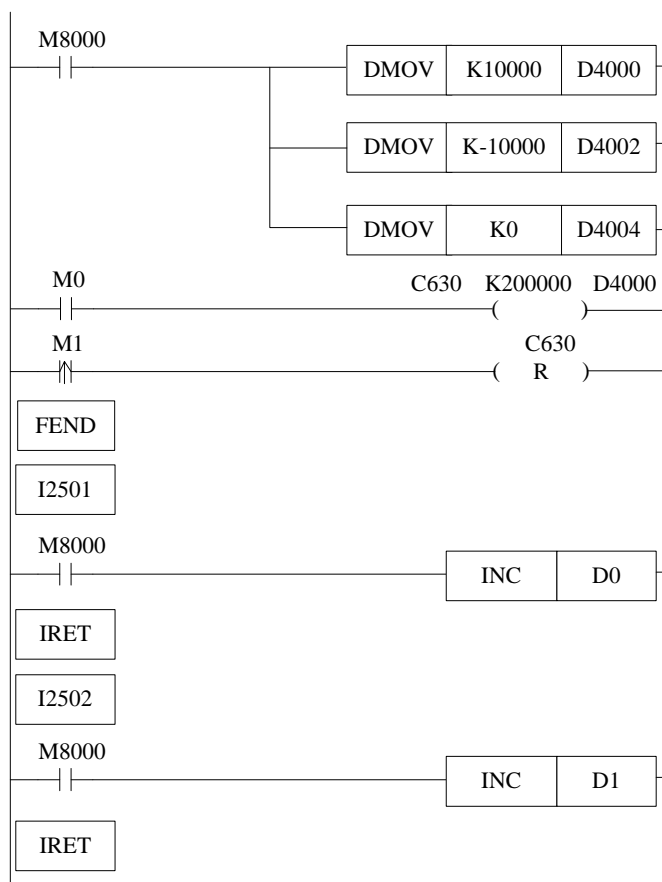 M8000
DMOV K10000 D4000
DMOV K-10000 D4002
DMOV K0 D4004
M0
C630 K200000 D4000
( )
M1
C630
( R )
FEND
I2501
M8000
INC D0
IRET
I2502
M8000
INC D1
IRET